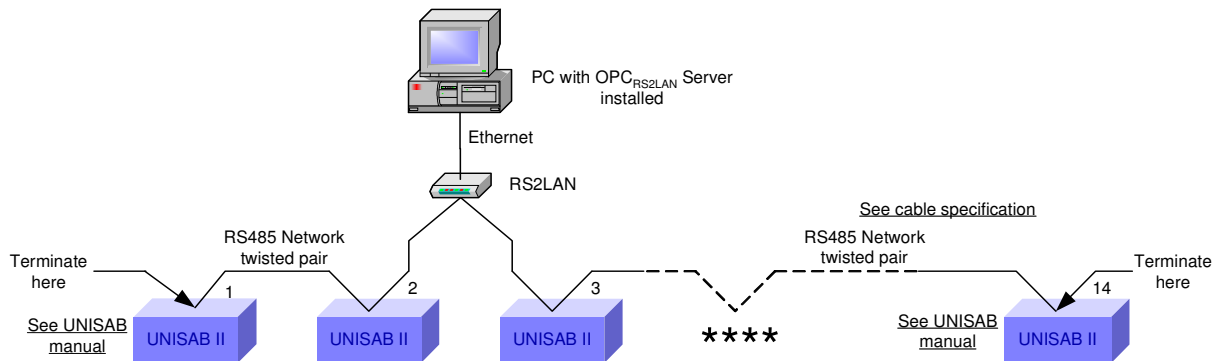 PC with OPCRS2LAN Server
installed
Ethernet
RS2LAN
See cable specification
RS485 Network
twisted pair
RS485 Network
twisted pair
Terminate
here
Terminate
here
1
2
3
14
See UNISAB II
manual
UNISAB II
UNISAB II
UNISAB II
****
See UNISAB
manual
UNISAB II